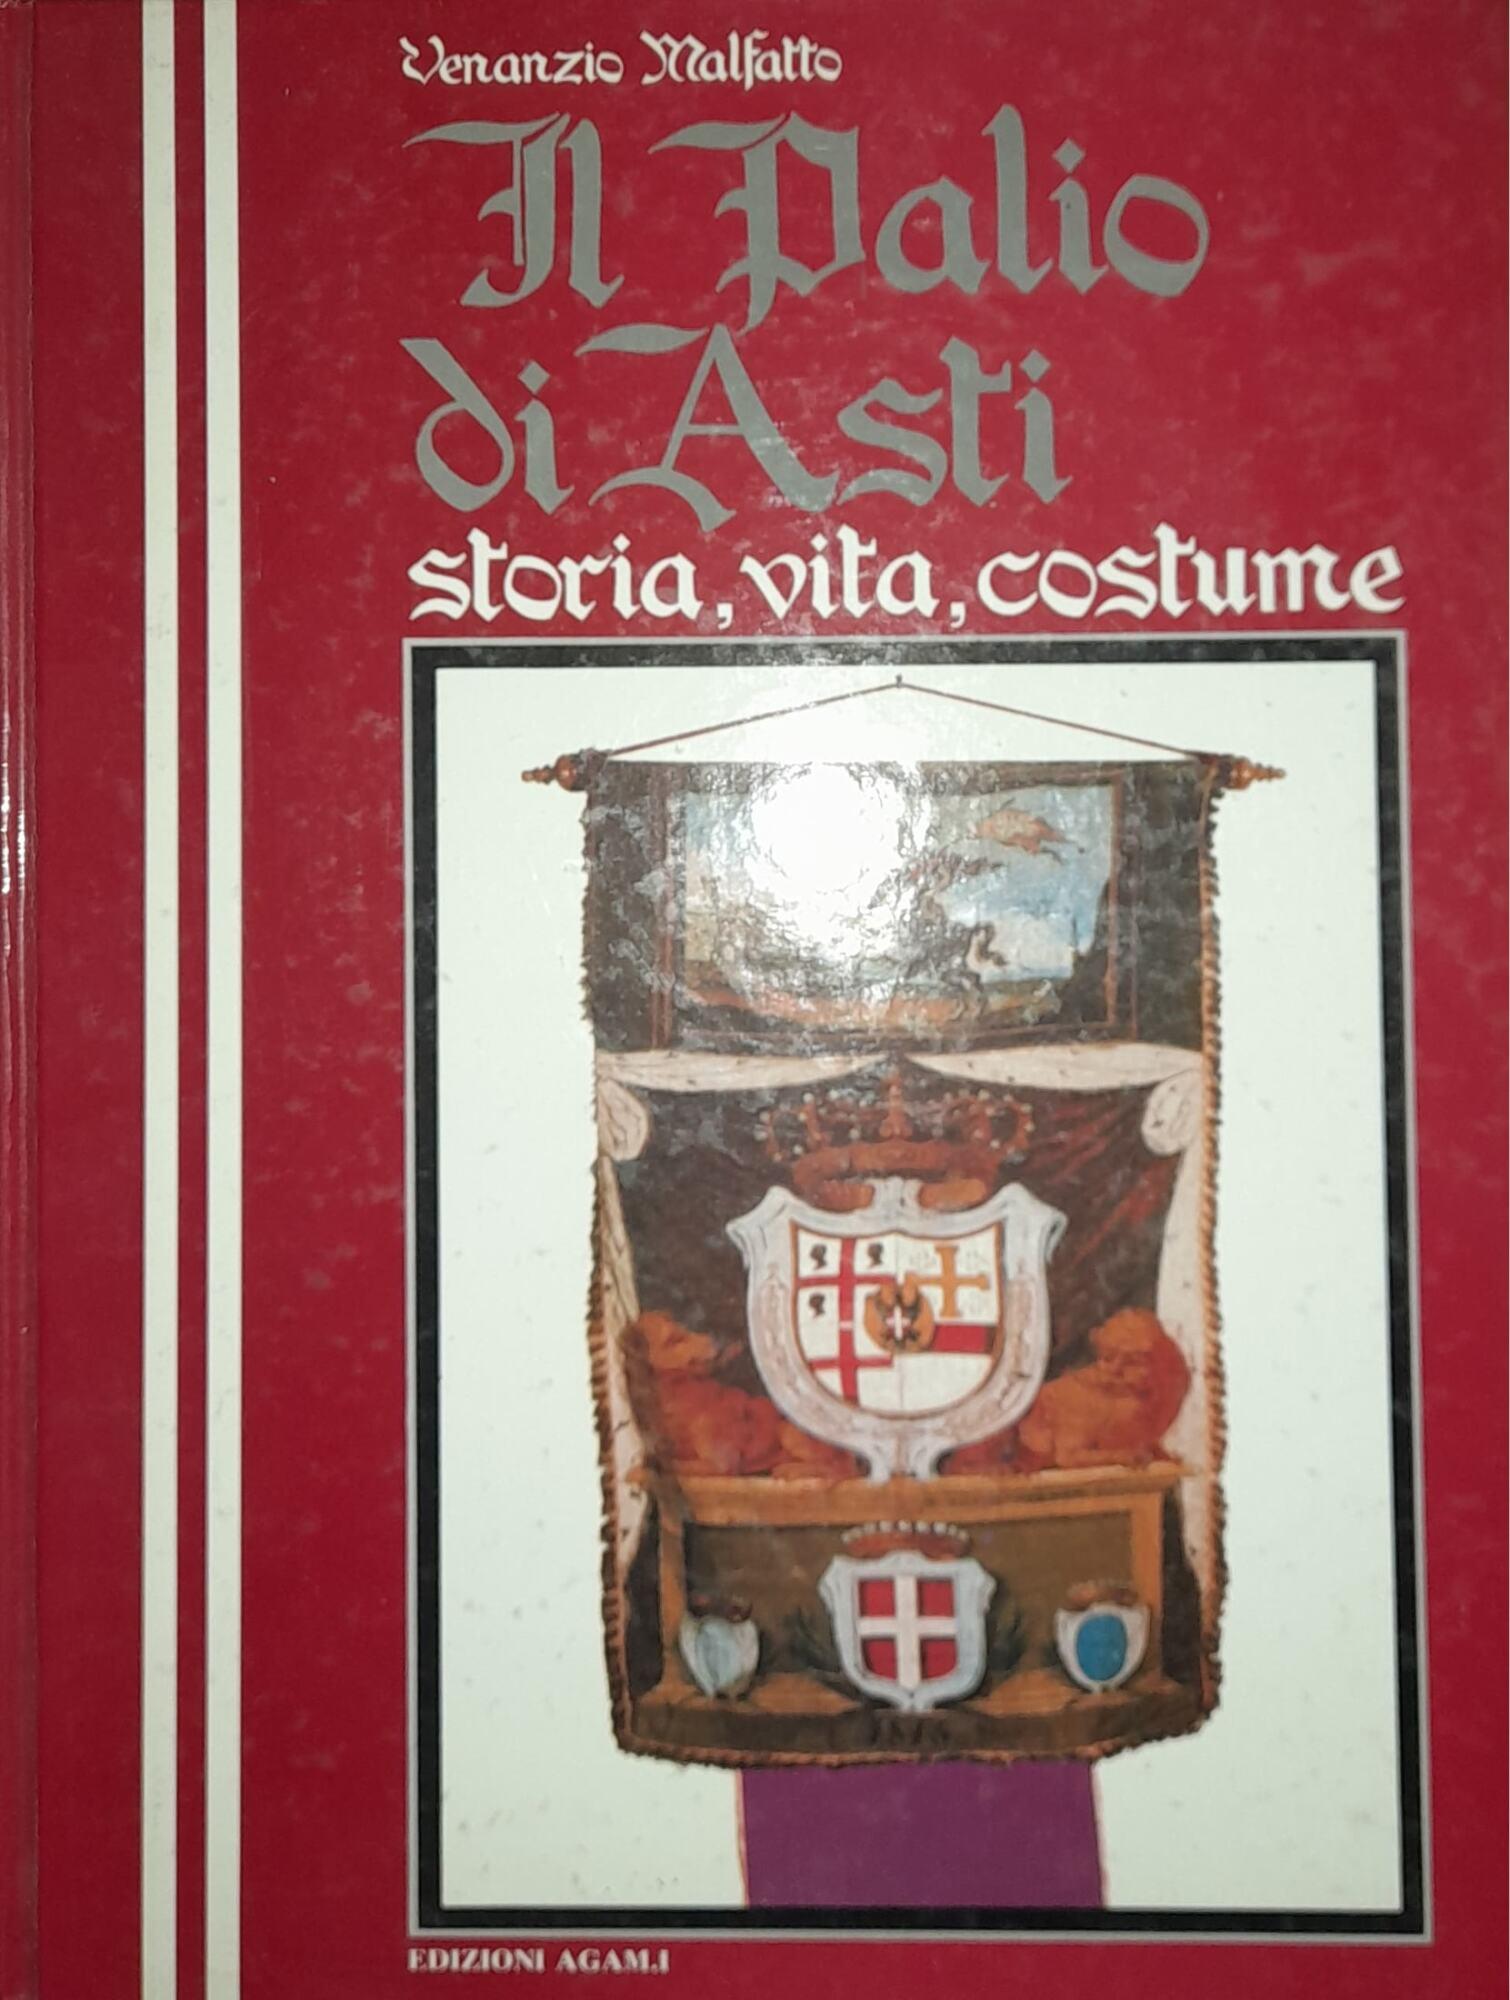 Venanzio Malfatto
Il Palio
di Asti
storia, vita, costume
EDIZIONI AGAM.I